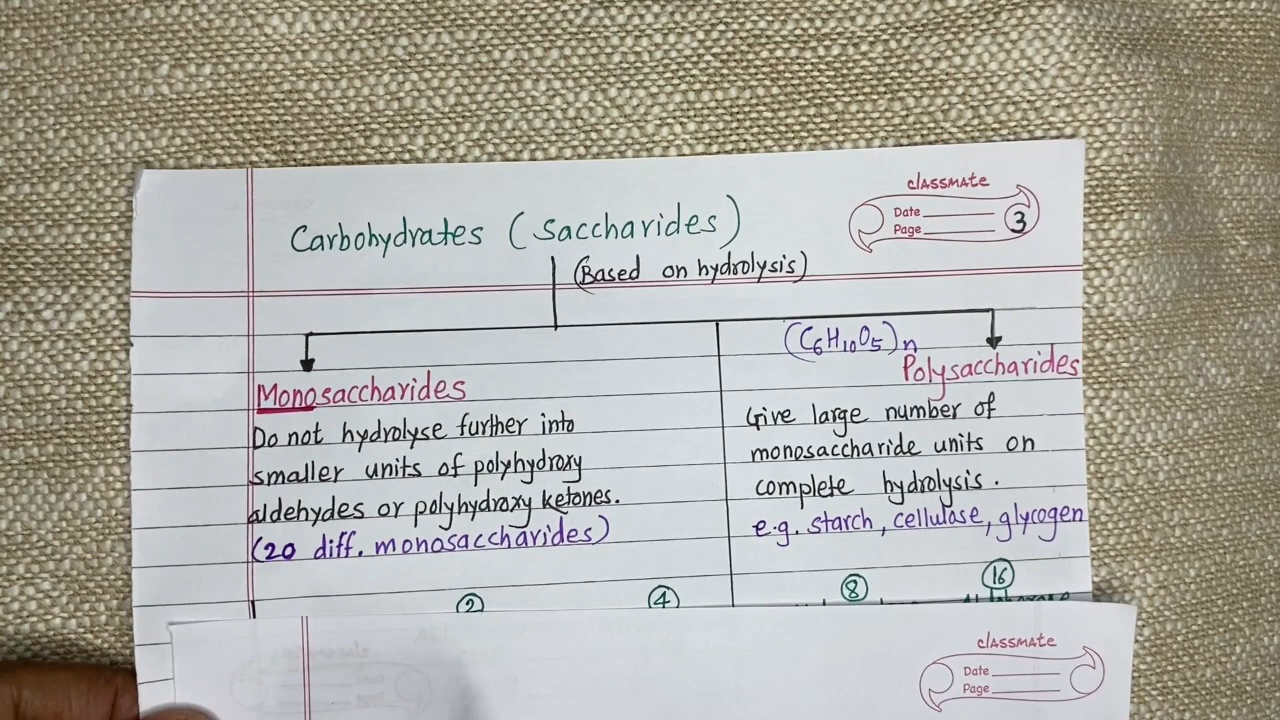 classmate
Date
Page 3
Carbohydrates (Saccharides)
(Based on hydrolysis)
Monosaccharides
Do not hydrolyse further into
smaller units of polyhydroxy
aldehydes or polyhydroxy ketones.
(20 diff. monosaccharides)
(C6H10O5)n
Polysaccharides
Give large number of
monosaccharide units on
complete hydrolysis.
e.g. starch, cellulose, glycogen
2 4 8 16
classmate
Date
Page